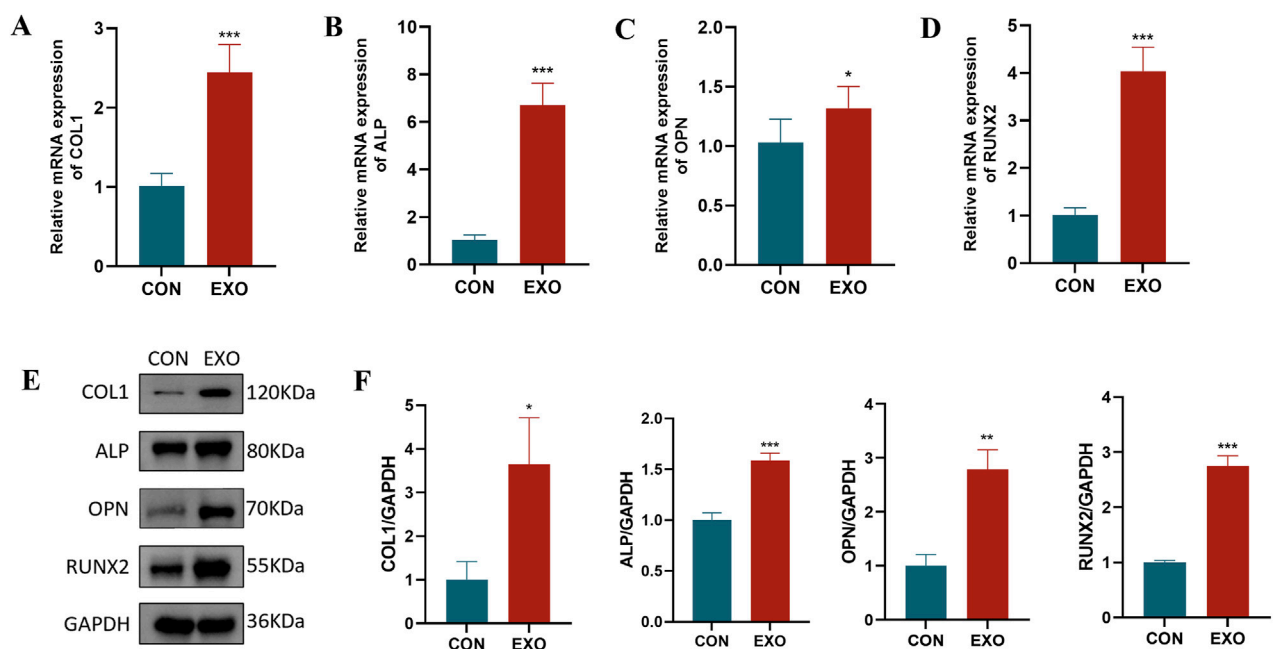 A
Relative mRNA expression
of COL1
3
2
1
0
***
CON
EXO
B
Relative mRNA expression
of ALP
10
8
6
4
2
0
***
CON
EXO
C
Relative mRNA expression
of OPN
2.0
1.5
1.0
0.5
0.0
*
CON
EXO
D
Relative mRNA expression
of RUNX2
5
4
3
2
1
0
***
CON
EXO
E
CON EXO
COL1 120KDa
ALP 80KDa
OPN 70KDa
RUNX2 55KDa
GAPDH 36KDa
F
COL1/GAPDH
5
4
3
2
1
0
*
CON
EXO
ALP/GAPDH
2.0
1.5
1.0
0.5
0.0
***
CON
EXO
OPN/GAPDH
4
3
2
1
0
**
CON
EXO
RUNX2/GAPDH
4
3
2
1
0
***
CON
EXO